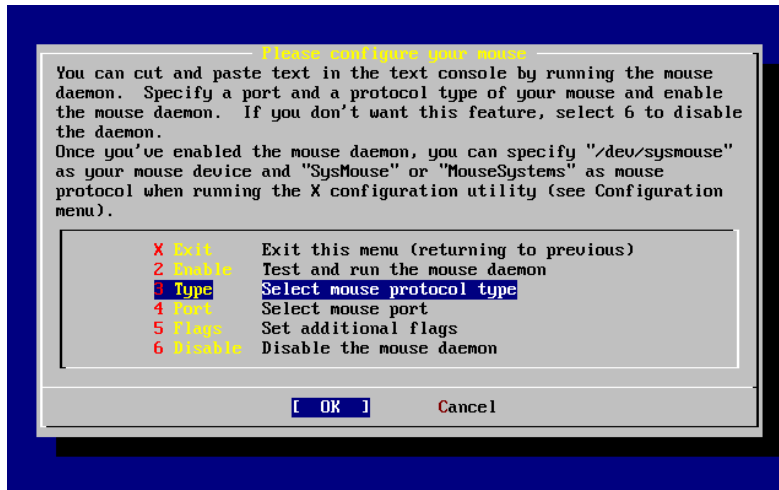 Please configure your mouse
You can cut and paste text in the text console by running the mouse
daemon.  Specify a port and a protocol type of your mouse and enable
the mouse daemon.  If you don't want this feature, select 6 to disable
the daemon.
Once you've enabled the mouse daemon, you can specify "/dev/sysmouse"
as your mouse device and "SysMouse" or "MouseSystems" as mouse
protocol when running the X configuration utility (see Configuration
menu).
X Exit    Exit this menu (returning to previous)
2 Enable  Test and run the mouse daemon
3 Type    Select mouse protocol type
4 Port    Select mouse port
5 Flags   Set additional flags
6 Disable Disable the mouse daemon
[  OK  ]    Cancel